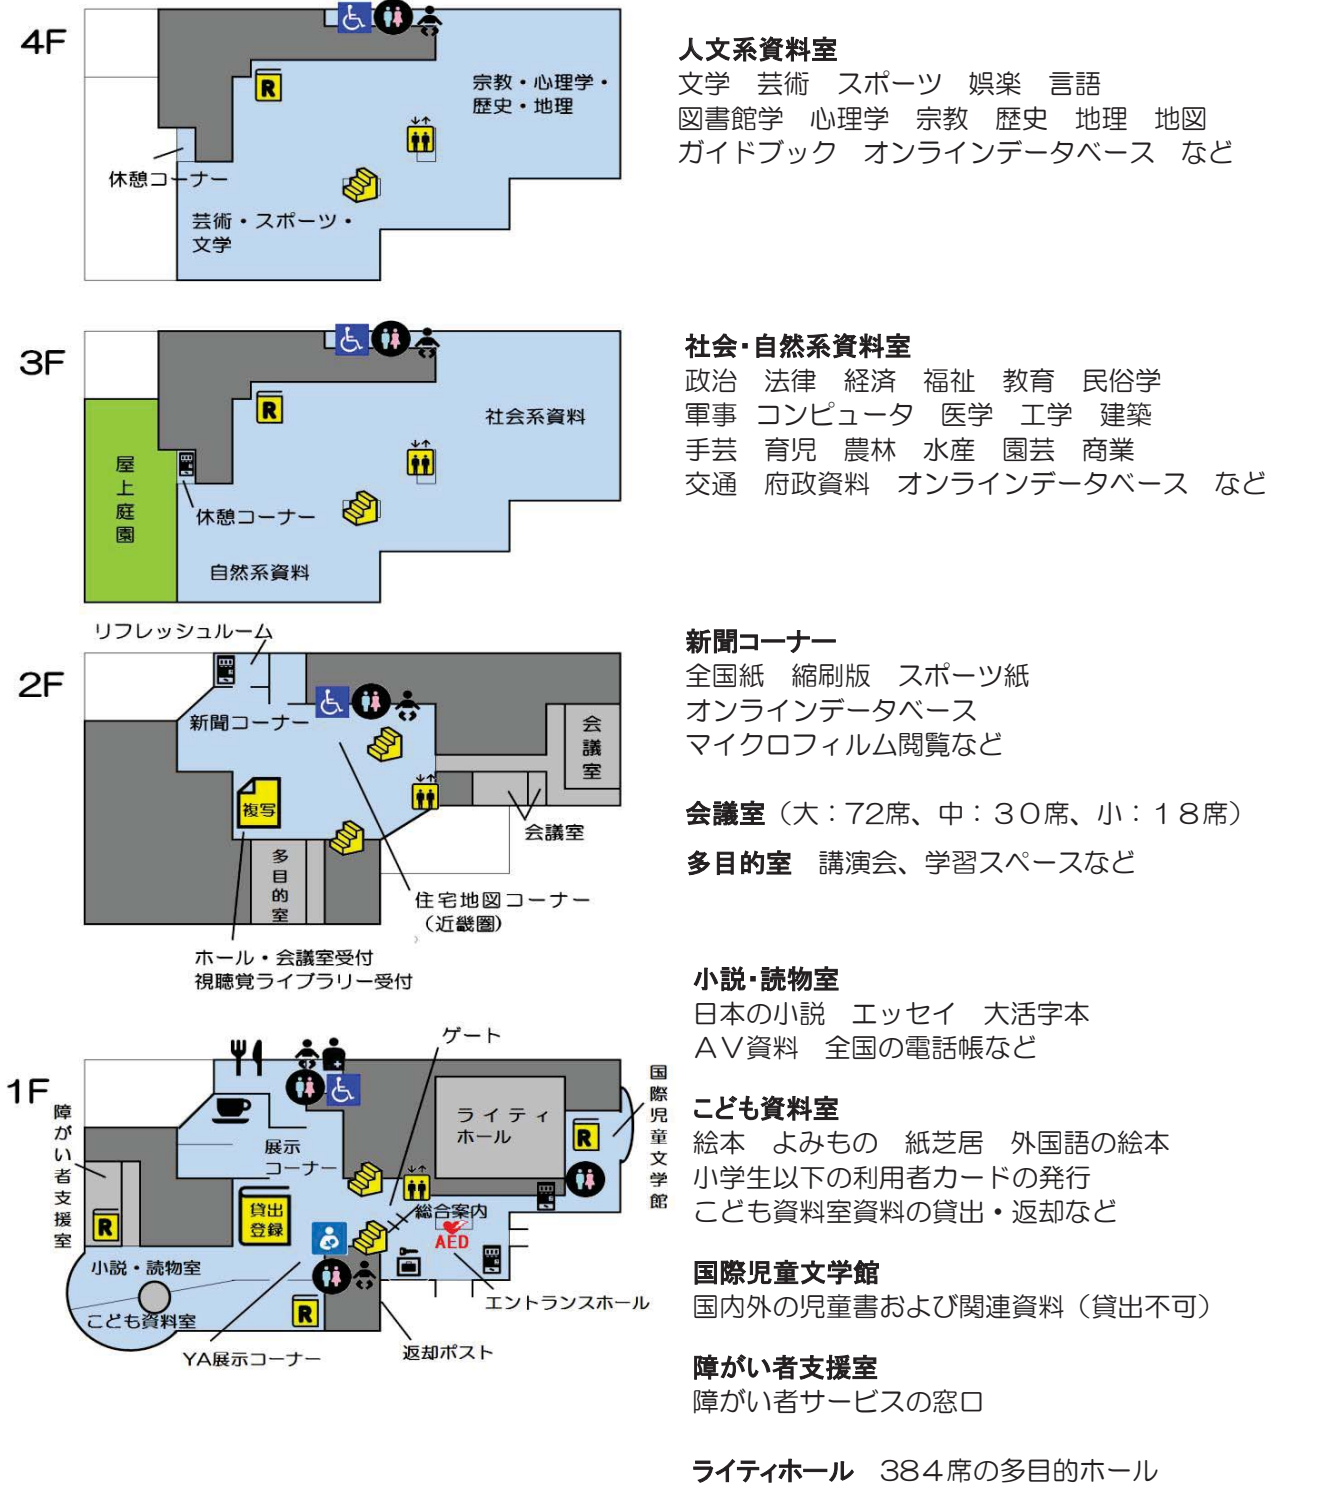 4F
宗教・心理学・
歴史・地理
R
休憩コーナー
芸術・スポーツ・
文学
人文系資料室
文学　芸術　スポーツ　娯楽　言語
図書館学　心理学　宗教　歴史　地理　地図
ガイドブック　オンラインデータベース　など
3F
R
社会系資料
屋上庭園
休憩コーナー
自然系資料
社会・自然系資料室
政治　法律　経済　福祉　教育　民俗学
軍事　コンピュータ　医学　工学　建築
手芸　育児　農林　水産　園芸　商業
交通　府政資料　オンラインデータベース　など
リフレッシュルーム
2F
新聞コーナー
会議室
複写
会議室
多目的室
住宅地図コーナー
（近畿圏）
ホール・会議室受付
視聴覚ライブラリー受付
新聞コーナー
全国紙　縮刷版　スポーツ紙
オンラインデータベース
マイクロフィルム閲覧など
会議室（大：72席、中：３０席、小：１８席）
多目的室　講演会、学習スペースなど
ゲート
1F
障がい者支援室
展示
コーナー
ライティ
ホール
国際児童文学館
R
貸出
登録
総合案内
AED
R
小説・読物室
こども資料室
R
エントランスホール
YA展示コーナー
返却ポスト
小説・読物室
日本の小説　エッセイ　大活字本
ＡＶ資料　全国の電話帳など
こども資料室
絵本　よみもの　紙芝居　外国語の絵本
小学生以下の利用者カードの発行
こども資料室資料の貸出・返却など
国際児童文学館
国内外の児童書および関連資料（貸出不可）
障がい者支援室
障がい者サービスの窓口
ライティホール　384席の多目的ホール